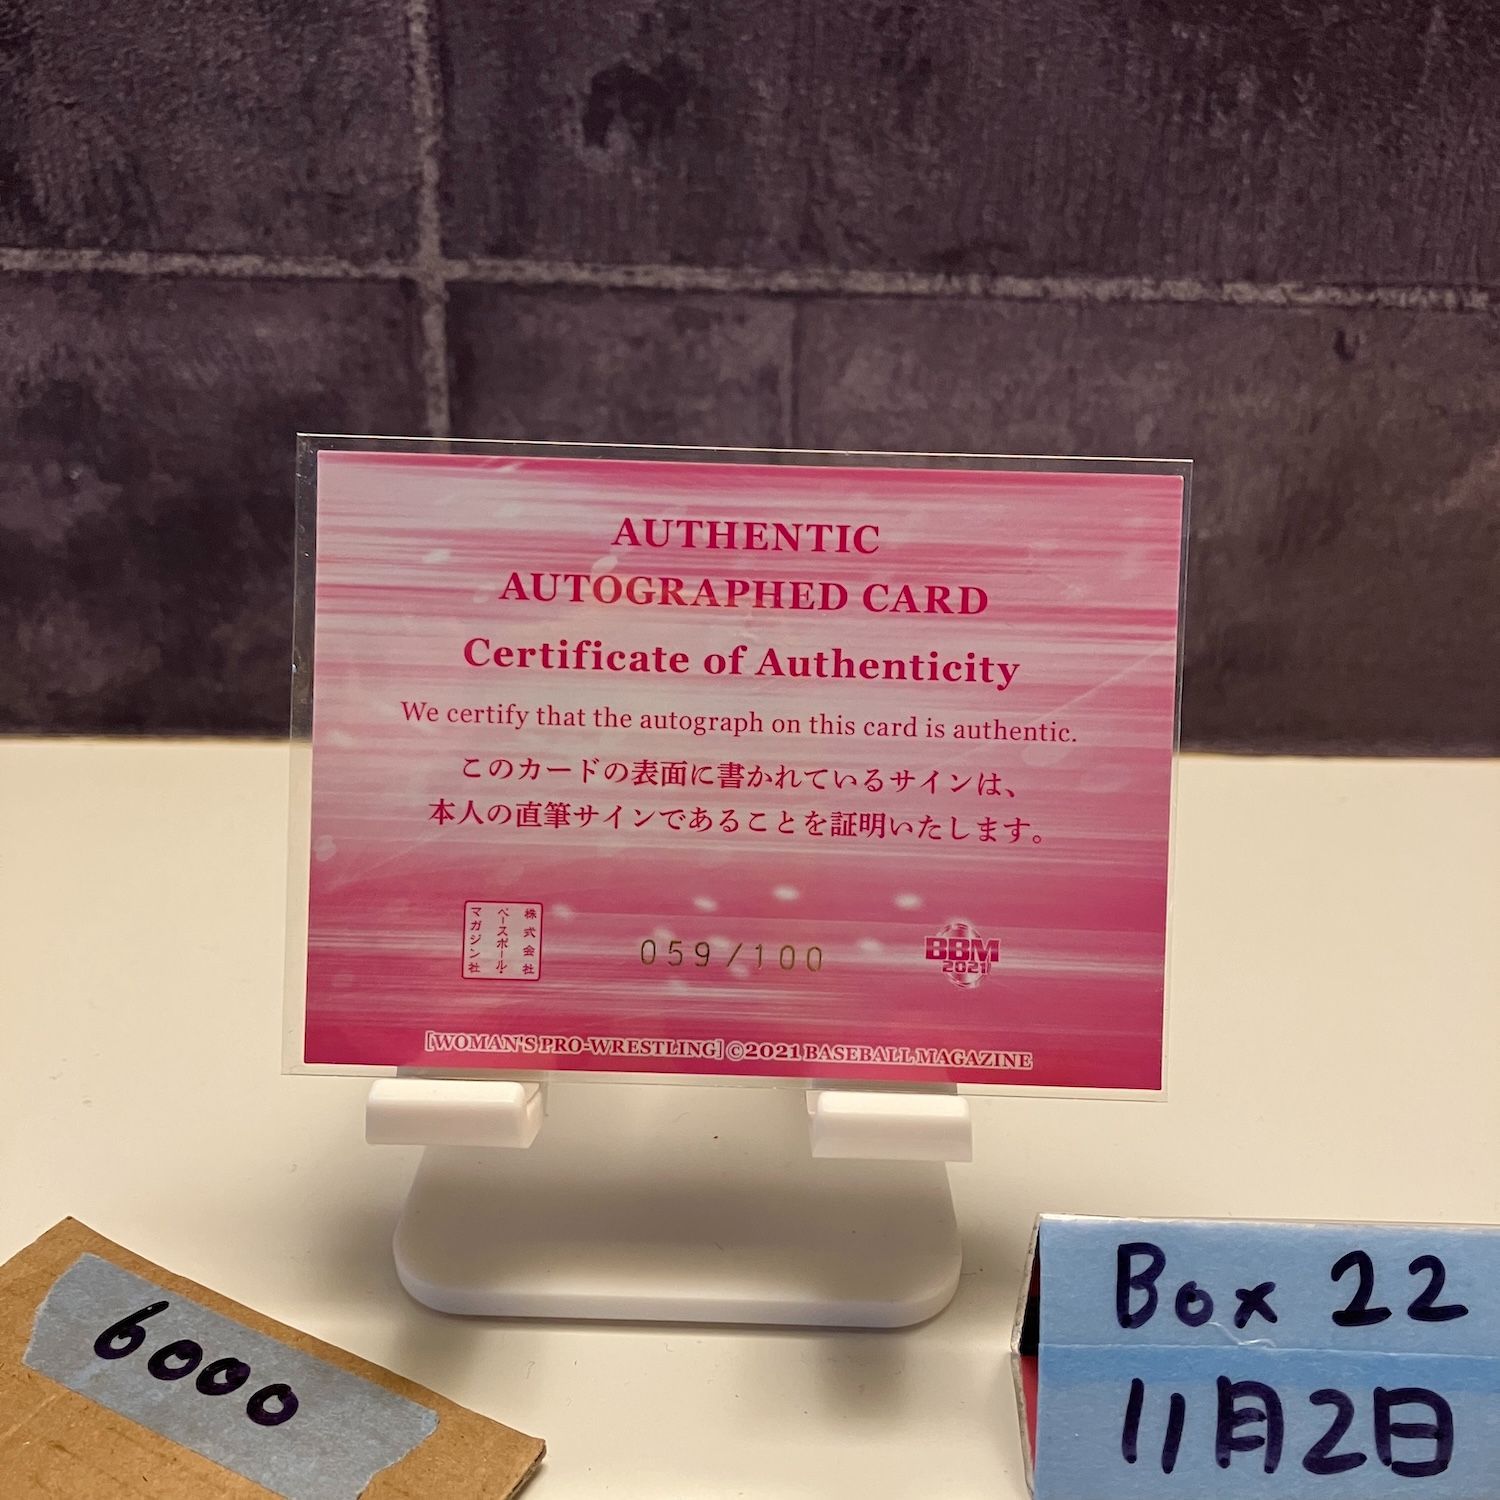 AUTHENTIC
AUTOGRAPHED CARD
Certificate of Authenticity
We certify that the autograph on this card is authentic.
このカードの表面に書かれているサインは、
本人の直筆サインであることを証明いたします。
株式会社
ベースボール・
マガジン社
059/100
BBM
2021
[WOMAN'S PRO-WRESTLING] ©2021 BASEBALL MAGAZINE
6000
Box 22
11月2日